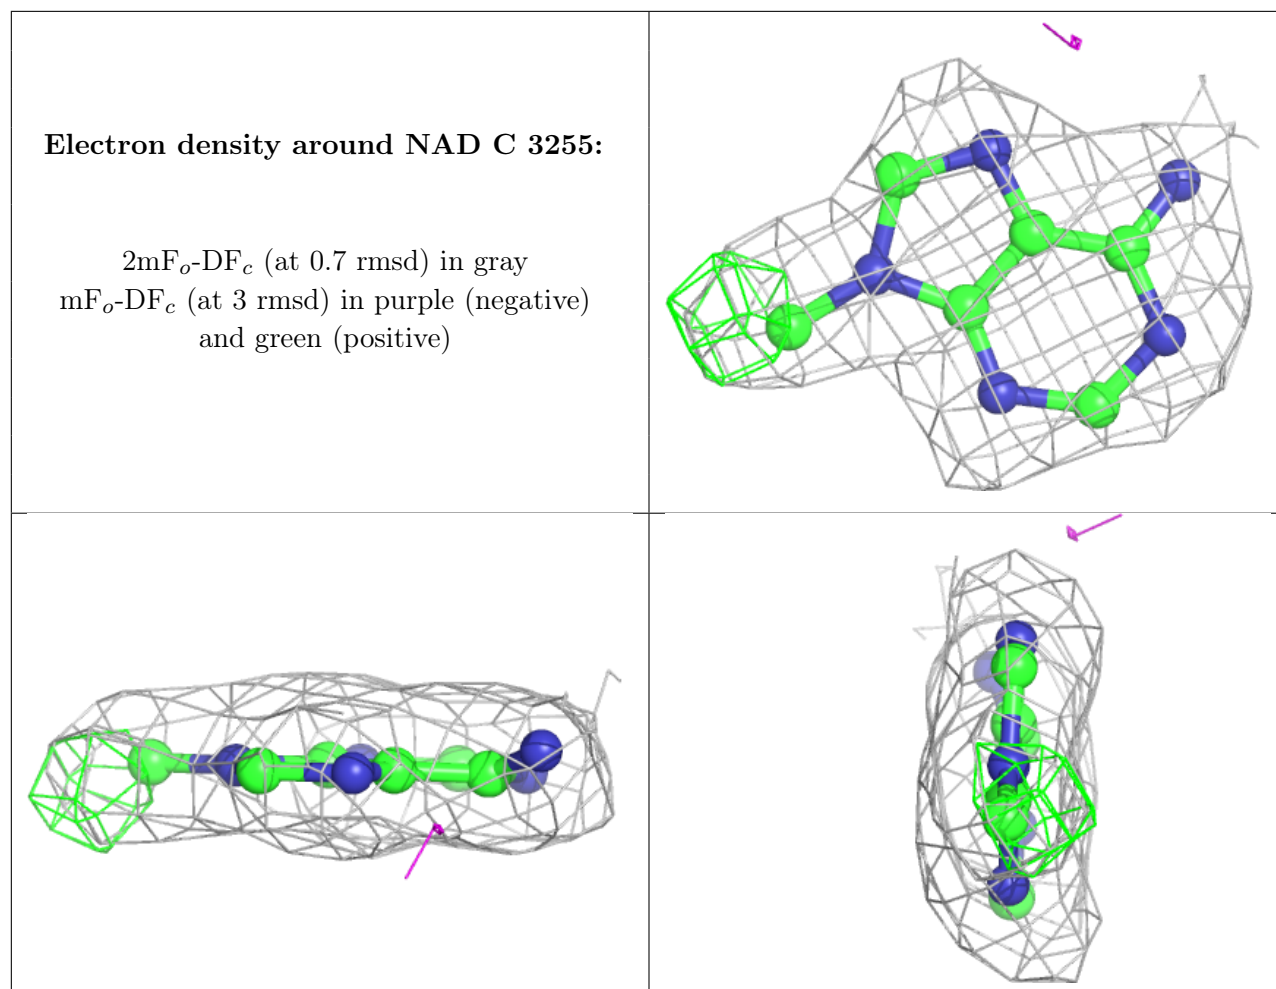 Electron density around NAD C 3255:
2mFo-DFc (at 0.7 rmsd) in gray
mFo-DFc (at 3 rmsd) in purple (negative)
and green (positive)